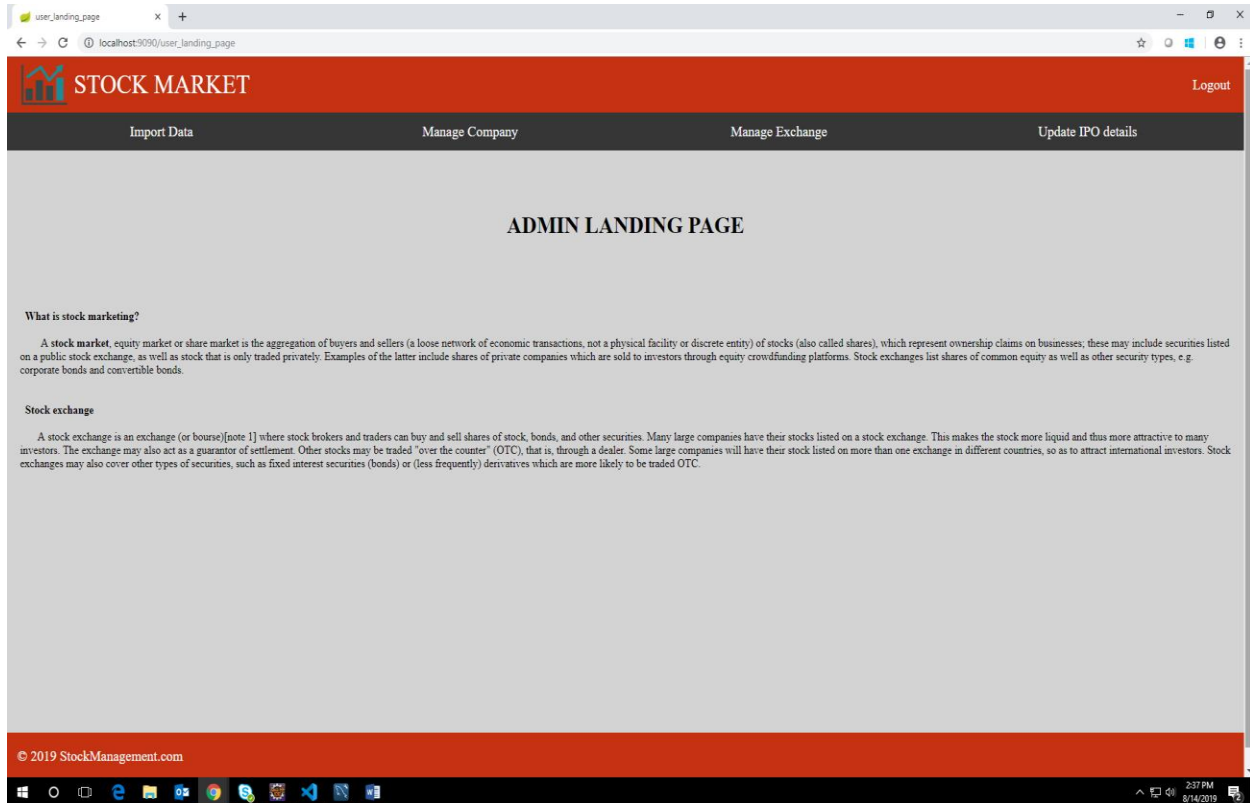 user_landing_page
localhost:9090/user_landing_page
STOCK MARKET
Logout
Import Data
Manage Company
Manage Exchange
Update IPO details
ADMIN LANDING PAGE
What is stock marketing?
A stock market, equity market or share market is the aggregation of buyers and sellers (a loose network of economic transactions, not a physical facility or discrete entity) of stocks (also called shares), which represent ownership claims on businesses; these may include securities listed
on a public stock exchange, as well as stock that is only traded privately. Examples of the latter include shares of private companies which are sold to investors through equity crowdfunding platforms. Stock exchanges list shares of common equity as well as other security types, e.g.
corporate bonds and convertible bonds.
Stock exchange
A stock exchange is an exchange (or bourse)[note 1] where stock brokers and traders can buy and sell shares of stock, bonds, and other securities. Many large companies have their stocks listed on a stock exchange. This makes the stock more liquid and thus more attractive to many
investors. The exchange may also act as a guarantor of settlement. Other stocks may be traded "over the counter" (OTC), that is, through a dealer. Some large companies will have their stock listed on more than one exchange in different countries, so as to attract international investors. Stock
exchanges may also cover other types of securities, such as fixed interest securities (bonds) or (less frequently) derivatives which are more likely to be traded OTC.
© 2019 StockManagement.com
2:37 PM
8/14/2019